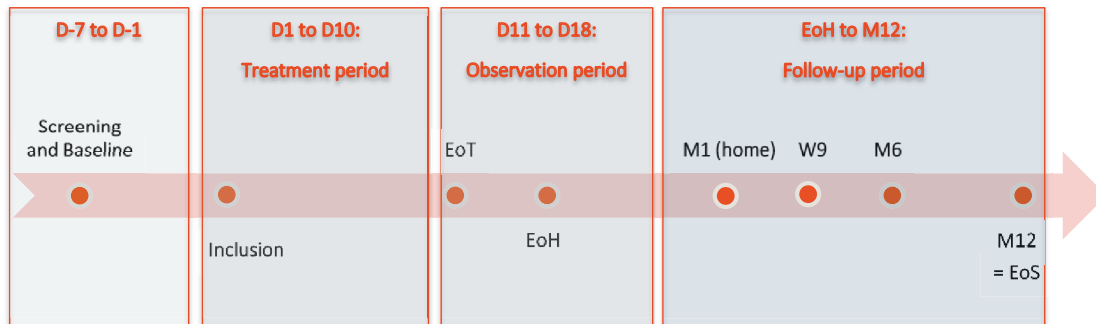 D-7 to D-1
D1 to D10:
Treatment period
D11 to D18:
Observation period
EoH to M12:
Follow-up period
Screening
and Baseline
Inclusion
EoT
EoH
M1 (home)
W9
M6
M12
= EoS